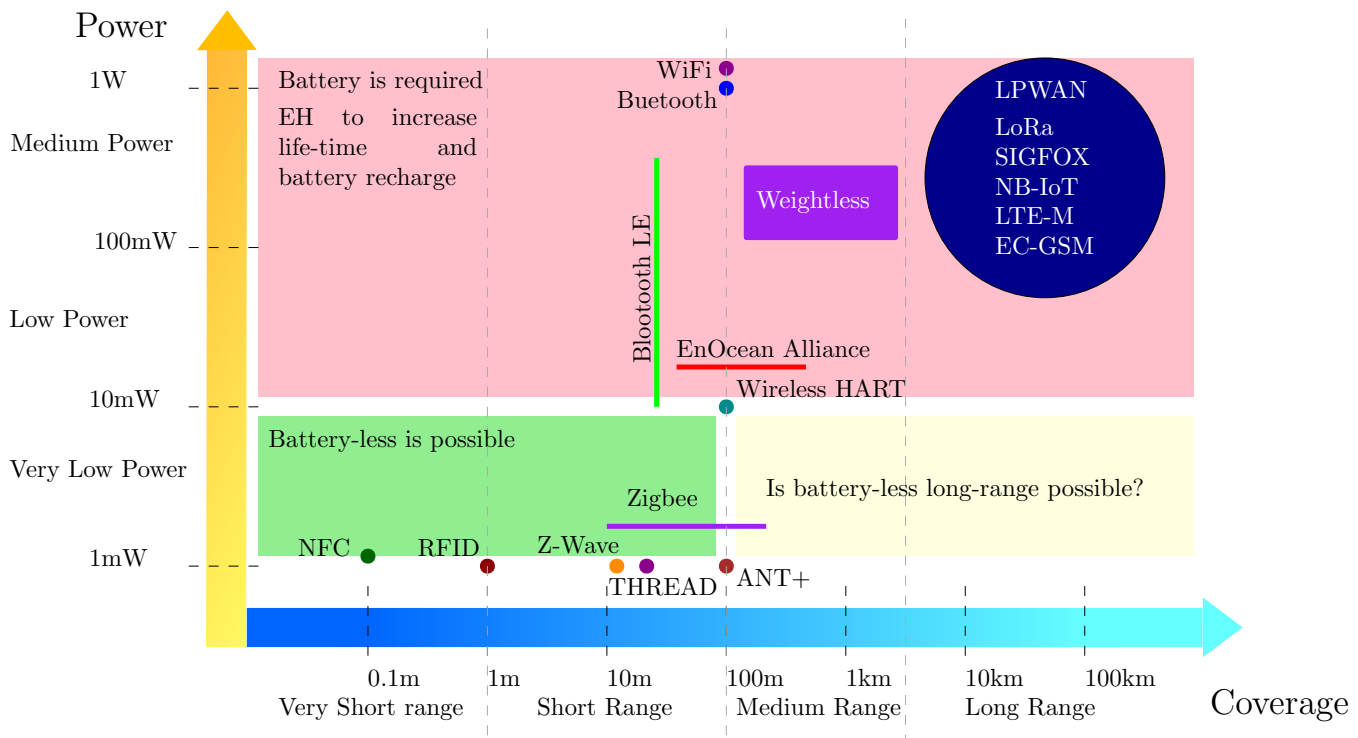 Power
1W
Medium Power
100mW
Low Power
10mW
Very Low Power
1mW
Battery is required
EH to increase
life-time and
battery recharge
WiFi
Buetooth
Blootooth LE
Weightless
LPWAN
LoRa
SIGFOX
NB-IoT
LTE-M
EC-GSM
EnOcean Alliance
Wireless HART
Battery-less is possible
Is battery-less long-range possible?
Zigbee
NFC
RFID
Z-Wave
THREAD
ANT+
0.1m
1m
10m
100m
1km
10km
100km
Very Short range
Short Range
Medium Range
Long Range
Coverage